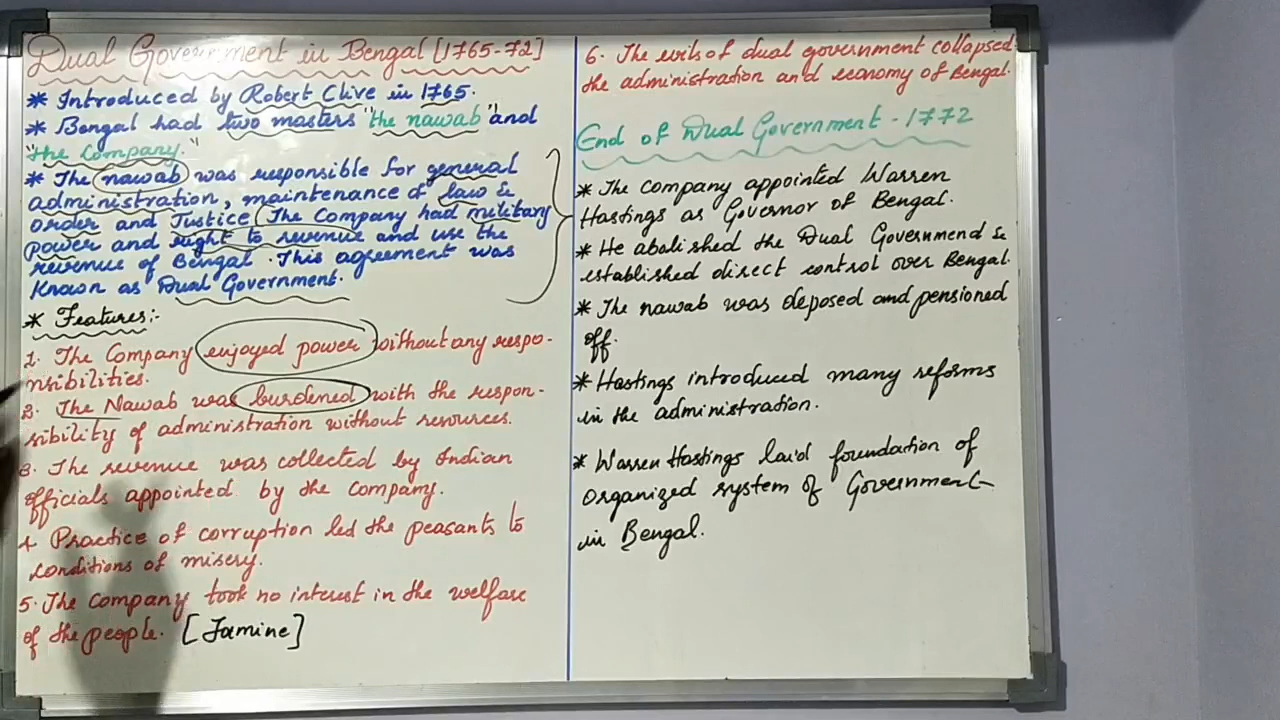 Dual Government in Bengal [1765-72]
* Introduced by Robert Clive in 1765.
* Bengal had two masters "the nawab" and
"the Company."
* The nawab was responsible for general
administration, maintenance of law &
order and Justice. The Company had military
power and right to revenue and use the
revenue of Bengal. This agreement was
known as Dual Government.
* Features:-
1. The Company enjoyed power without any respo-
nsibilities.
2. The Nawab was burdened with the respon-
sibility of administration without resources.
3. The revenue was collected by Indian
officials appointed by the company.
4 Practice of corruption led the peasants to
conditions of misery.
5. The company took no interest in the welfare
of the people. [Famine]
6. The evils of dual government collapsed
the administration and economy of Bengal.
End of Dual Government - 1772
* The company appointed Warren
Hastings as Governor of Bengal.
* He abolished the Dual Governmend &
established direct control over Bengal.
* The nawab was deposed and pensioned
off.
* Hastings introduced many reforms
in the administration.
* Warren Hastings laid foundation of
Organized system of Government
in Bengal.